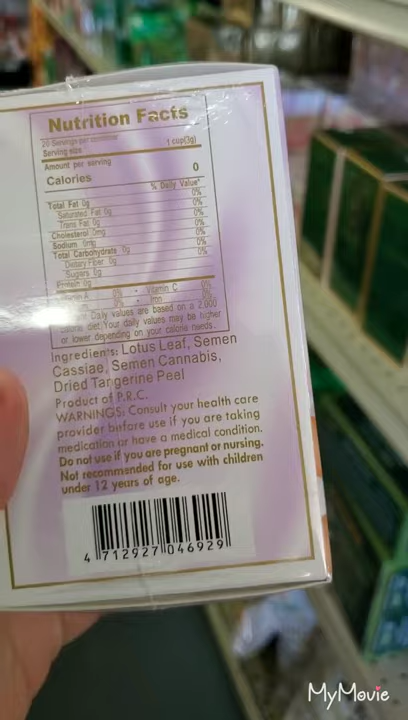 Nutrition Facts
20 Servings per container
Serving size 1 cup(3g)
Amount per serving
Calories 0
% Daily Value*
Total Fat 0g 0%
Saturated Fat 0g 0%
Trans Fat 0g 0%
Cholesterol 0mg 0%
Sodium 0mg 0%
Total Carbohydrate 0g 0%
Dietary Fiber 0g 0%
Sugars 0g
Protein 0g
0% • Vitamin C 0%
0% • Iron 0%
Daily values are based on a 2,000
calorie diet. Your daily values may be higher
or lower depending on your calorie needs.
Ingredients: Lotus Leaf, Semen
Cassiae, Semen Cannabis,
Dried Tangerine Peel
Product of P.R.C.
WARNINGS: Consult your health care
provider before use if you are taking
medication or have a medical condition.
Do not use if you are pregnant or nursing.
Not recommended for use with children
under 12 years of age.
4 712927 046929
MyMovie